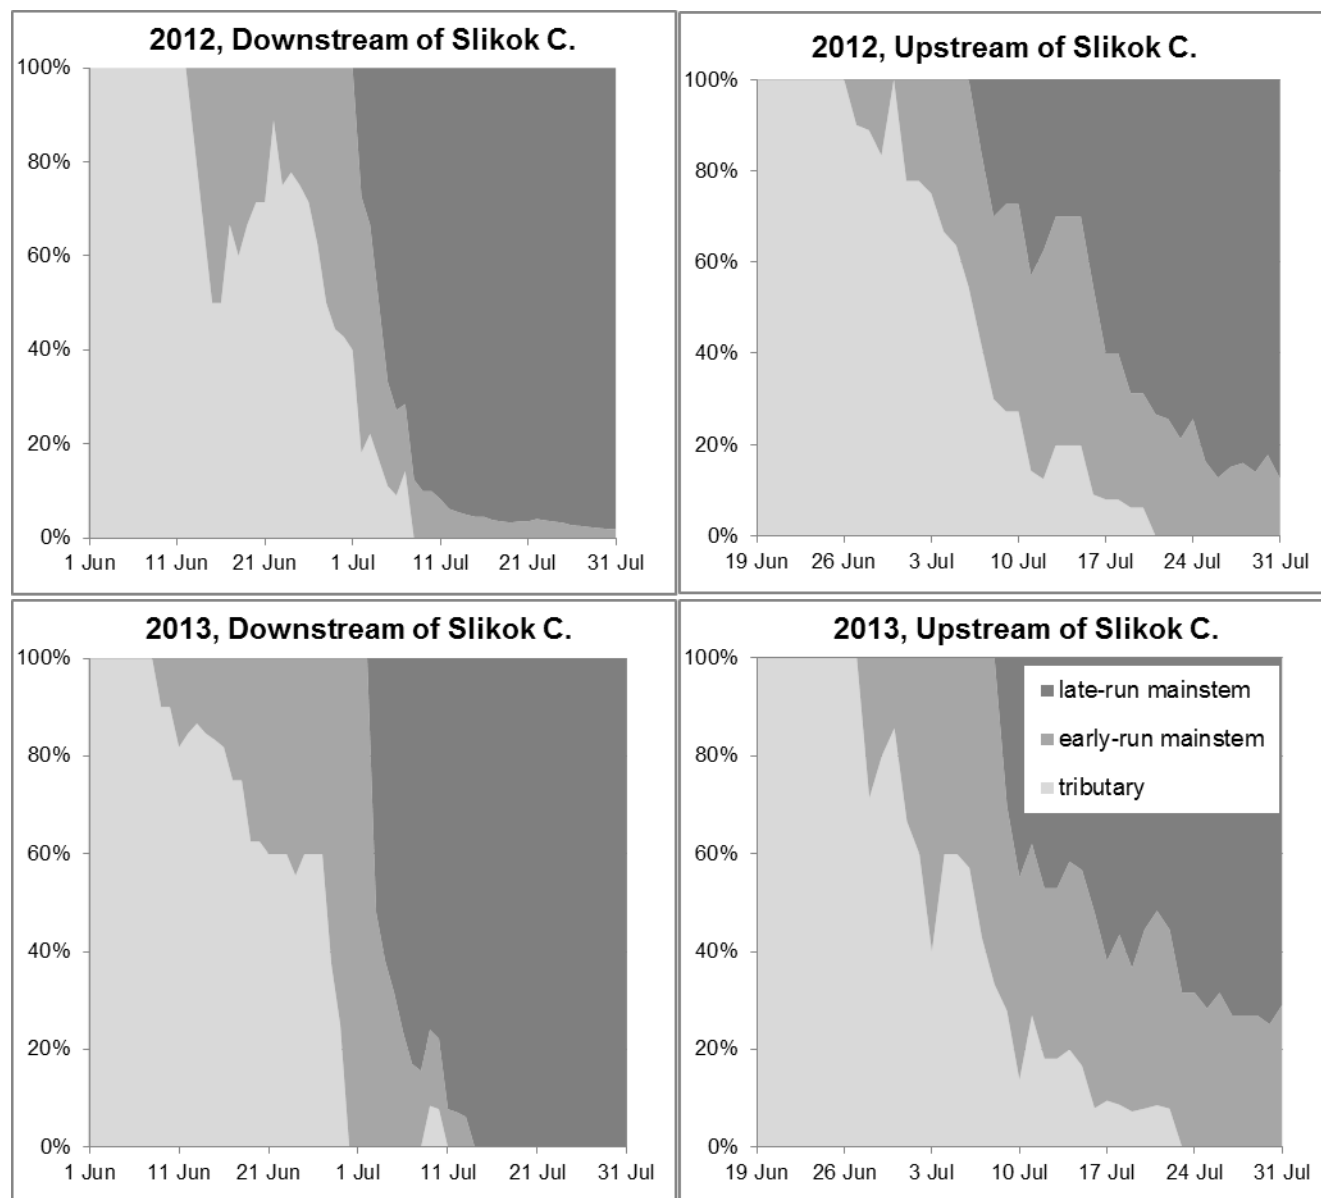 2012, Downstream of Slikok C.
100%
80%
60%
40%
20%
0%
1 Jun 11 Jun 21 Jun 1 Jul 11 Jul 21 Jul 31 Jul
2012, Upstream of Slikok C.
100%
80%
60%
40%
20%
0%
19 Jun 26 Jun 3 Jul 10 Jul 17 Jul 24 Jul 31 Jul
2013, Downstream of Slikok C.
100%
80%
60%
40%
20%
0%
1 Jun 11 Jun 21 Jun 1 Jul 11 Jul 21 Jul 31 Jul
2013, Upstream of Slikok C.
100%
80%
60%
40%
20%
0%
late-run mainstem
early-run mainstem
tributary
19 Jun 26 Jun 3 Jul 10 Jul 17 Jul 24 Jul 31 Jul